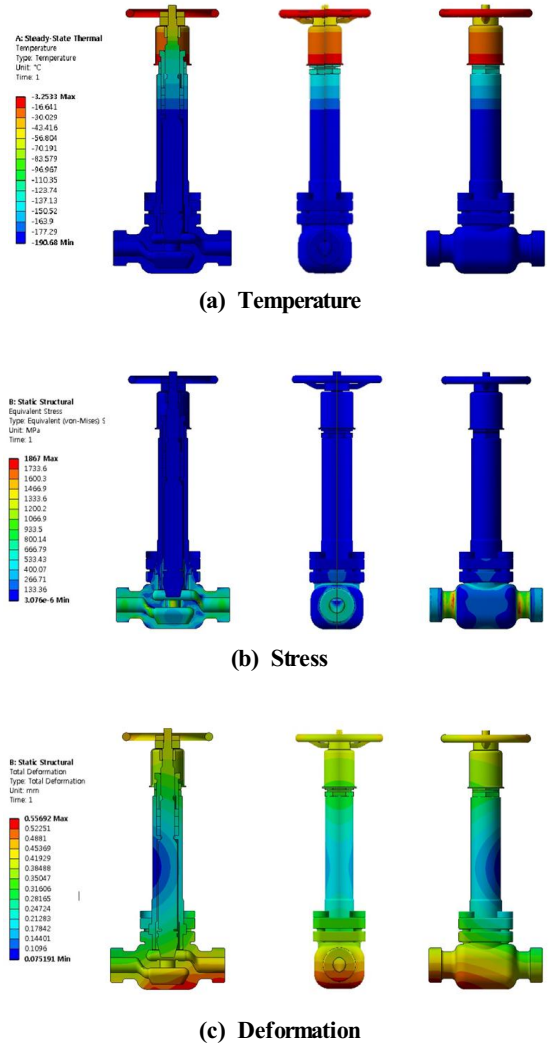 A: Steady-State Thermal
Temperature
Type: Temperature
Unit: °C
Time: 1
-3.2533 Max
-16.641
-30.029
-43.416
-56.804
-70.191
-83.579
-96.967
-110.35
-123.74
-137.13
-150.52
-163.9
-177.29
-190.68 Min
(a) Temperature
B: Static Structural
Equivalent Stress
Type: Equivalent (von-Mises) S
Unit: MPa
Time: 1
1867 Max
1733.6
1600.3
1466.9
1333.6
1200.2
1066.9
933.5
800.14
666.79
533.43
400.07
266.71
133.36
3.076e-6 Min
(b) Stress
B: Static Structural
Total Deformation
Type: Total Deformation
Unit: mm
Time: 1
0.55692 Max
0.52251
0.4881
0.45369
0.41929
0.38488
0.35047
0.31606
0.28165
0.24724
0.21283
0.17842
0.14401
0.1096
0.075191 Min
(c) Deformation